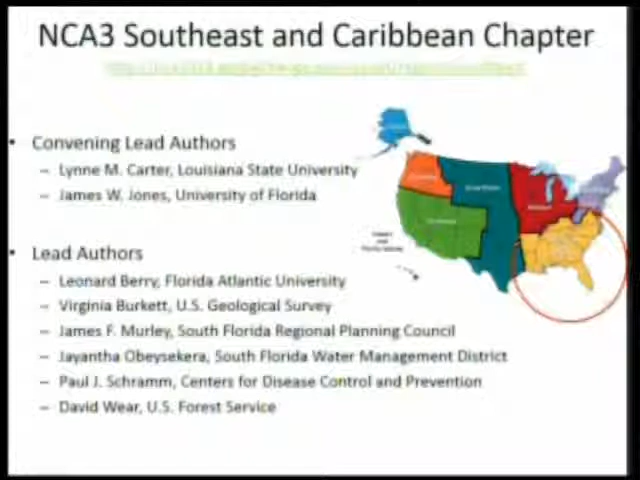 NCA3 Southeast and Caribbean Chapter
• Convening Lead Authors
– Lynne M. Carter, Louisiana State University
– James W. Jones, University of Florida
• Lead Authors
– Leonard Berry, Florida Atlantic University
– Virginia Burkett, U.S. Geological Survey
– James F. Murley, South Florida Regional Planning Council
– Jayantha Obeysekera, South Florida Water Management District
– Paul J. Schramm, Centers for Disease Control and Prevention
– David Wear, U.S. Forest Service